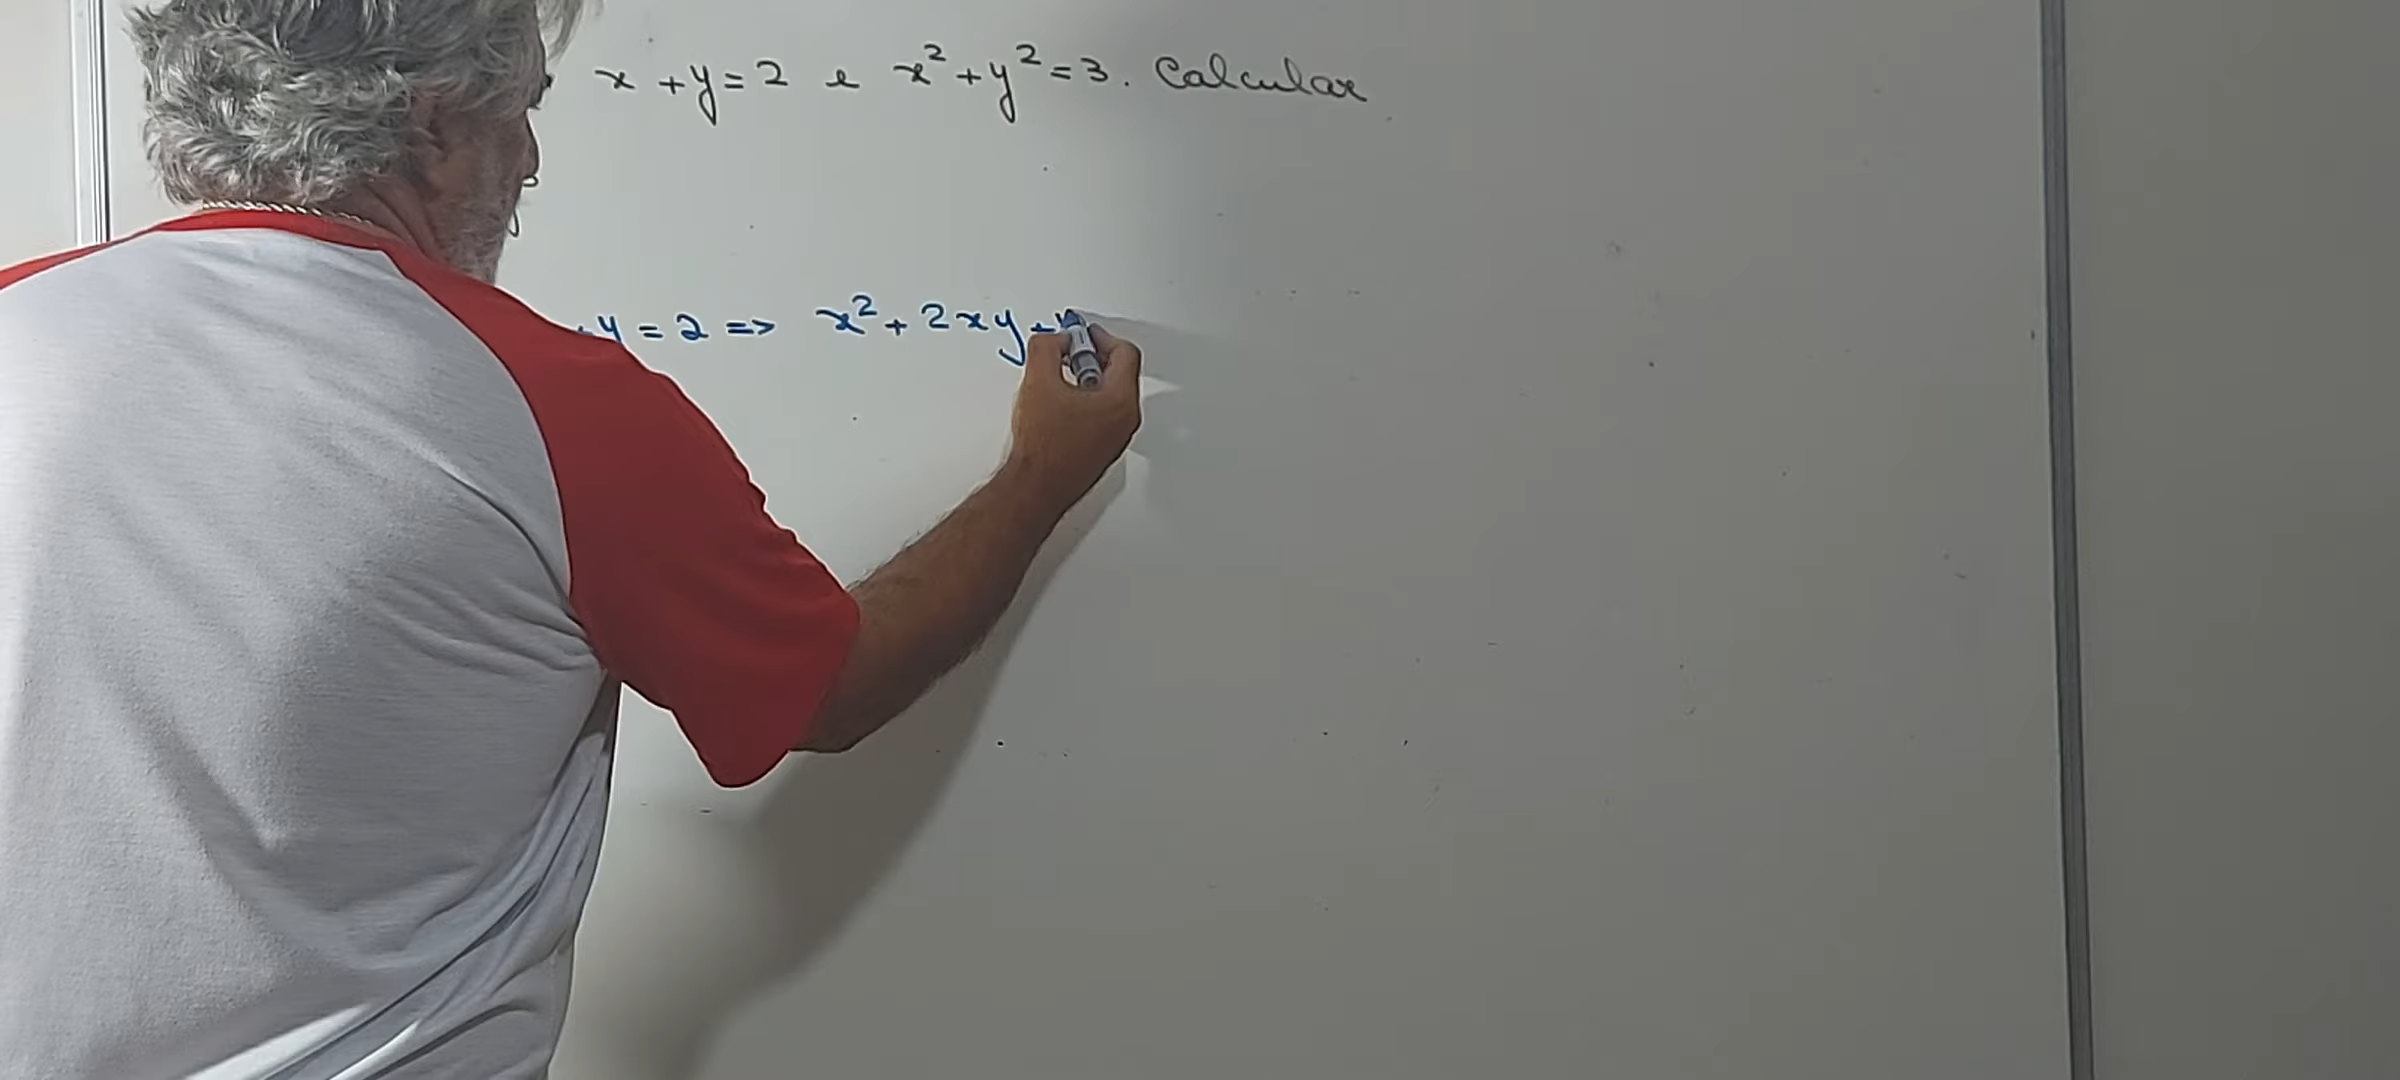 x + y = 2 e x² + y² = 3. Calcular
y = 2 => x² + 2xy +